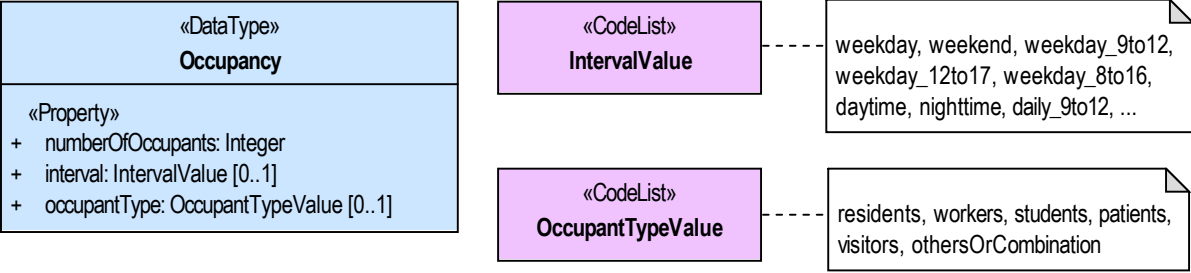 «DataType»
Occupancy
«Property»
+ numberOfOccupants: Integer
+ interval: IntervalValue [0..1]
+ occupantType: OccupantTypeValue [0..1]
«CodeList»
IntervalValue
weekday, weekend, weekday_9to12,
weekday_12to17, weekday_8to16,
daytime, nighttime, daily_9to12, ...
«CodeList»
OccupantTypeValue
residents, workers, students, patients,
visitors, othersOrCombination